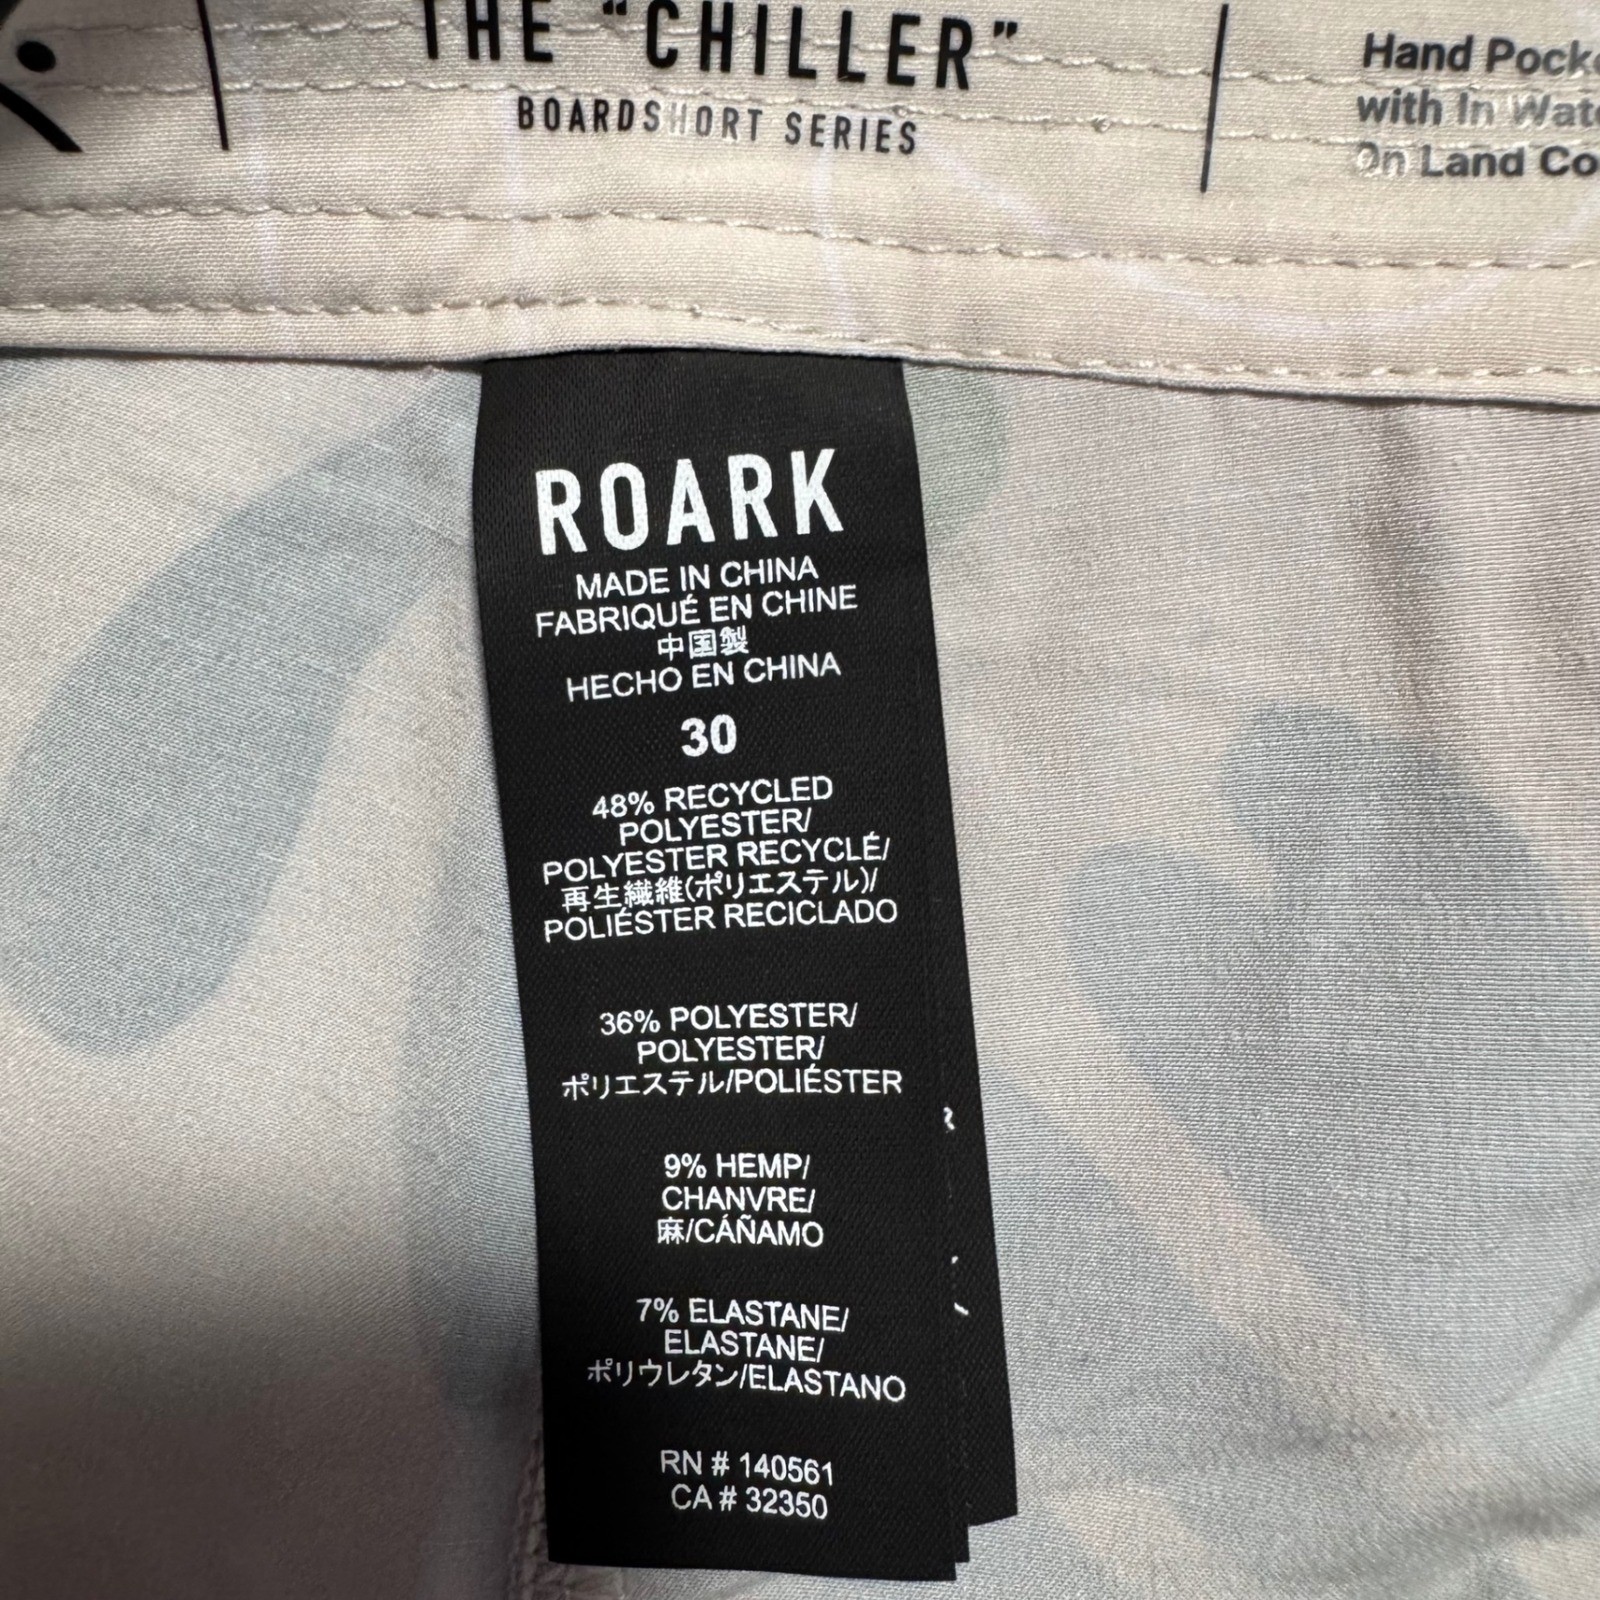 THE "CHILLER"
BOARDSHORT SERIES
Hand
with In
On Land
ROARK
MADE IN CHINA
FABRIQUÉ EN CHINE
中国製
HECHO EN CHINA
30
48% RECYCLED
POLYESTER/
POLYESTER RECYCLÉ/
再生繊維(ポリエステル)/
POLIÉSTER RECICLADO
36% POLYESTER/
POLYESTER/
ポリエステル/POLIÉSTER
9% HEMP/
CHANVRE/
麻/CÁÑAMO
7% ELASTANE/
ELASTANE/
ポリウレタン/ELASTANO
RN # 140561
CA # 32350